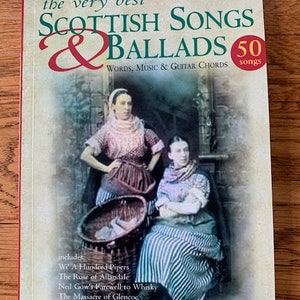 the very best
SCOTTISH SONGS
& BALLADS
50
songs
WORDS, MUSIC & GUITAR CHORDS
includes:
Wi' A Hundred Pipers
The Rose of Allandale
Neil Gow's Farewell to Whisky
The Massacre of Glencoe